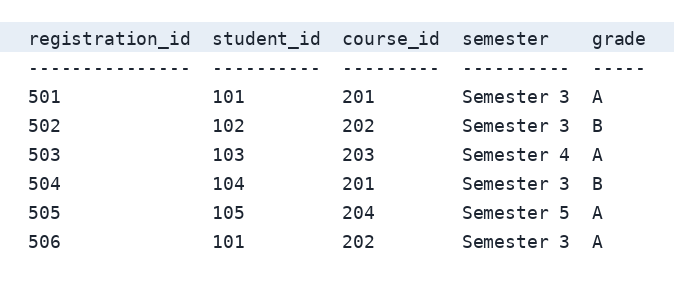 registration_id  student_id  course_id  semester    grade
---------------  ----------  ---------  ----------  -----
501              101         201        Semester 3  A
502              102         202        Semester 3  B
503              103         203        Semester 4  A
504              104         201        Semester 3  B
505              105         204        Semester 5  A
506              101         202        Semester 3  A